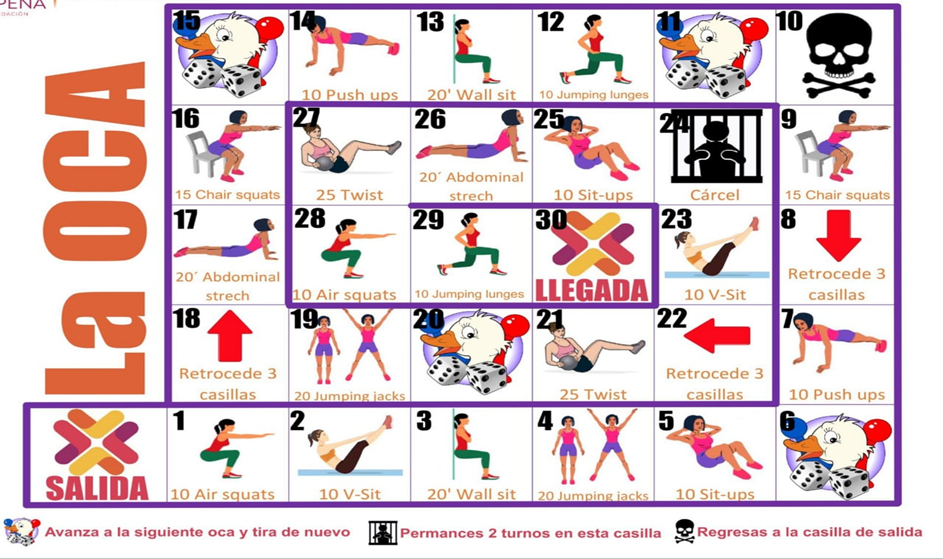 PEÑA
DACIÓN
La OCA
15
14
10 Push ups
13
20' Wall sit
12
10 Jumping lunges
11
10
16
15 Chair squats
27
25 Twist
26
20´ Abdominal
strech
25
10 Sit-ups
24
Cárcel
9
15 Chair squats
17
20´ Abdominal
strech
28
10 Air squats
29
10 Jumping lunges
30
LLEGADA
23
10 V-Sit
8
Retrocede 3
casillas
18
Retrocede 3
casillas
19
20 Jumping jacks
20
21
25 Twist
22
Retrocede 3
casillas
7
10 Push ups
SALIDA
1
10 Air squats
2
10 V-Sit
3
20' Wall sit
4
20 Jumping jacks
5
10 Sit-ups
6
Avanza a la siguiente oca y tira de nuevo
Permances 2 turnos en esta casilla
Regresas a la casilla de salida